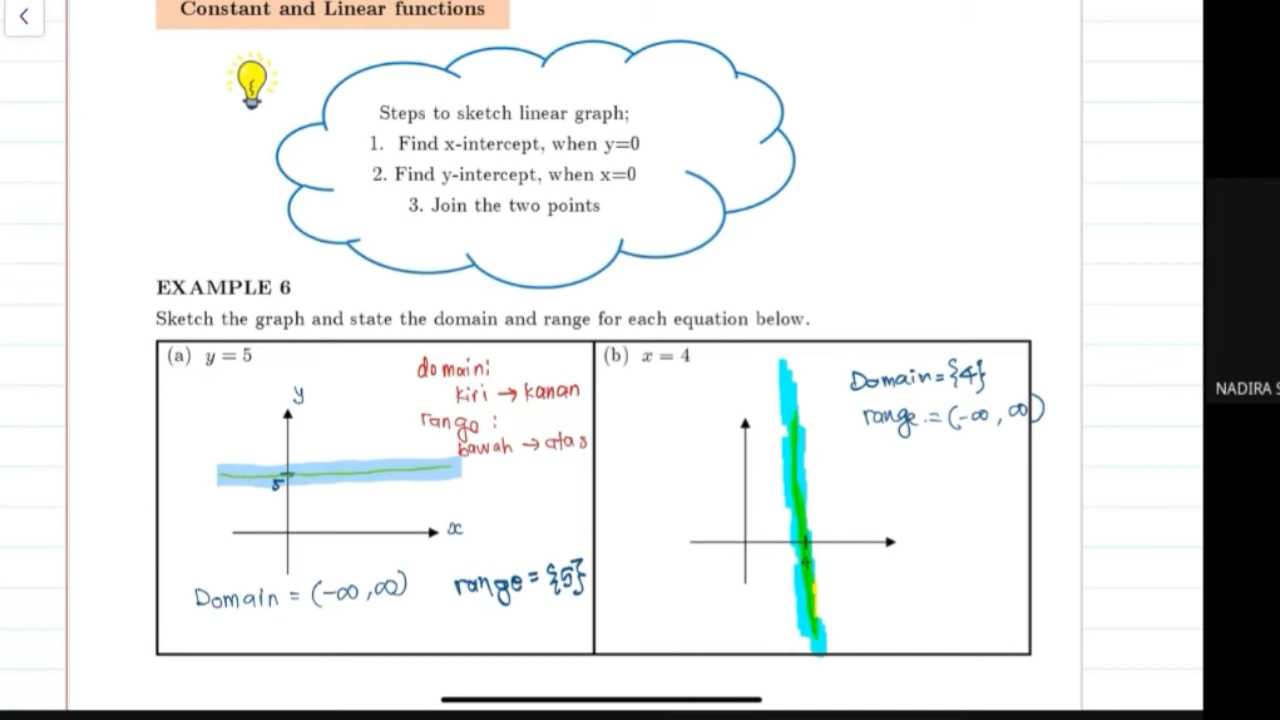 Constant and Linear functions
Steps to sketch linear graph;
1. Find x-intercept, when y=0
2. Find y-intercept, when x=0
3. Join the two points
EXAMPLE 6
Sketch the graph and state the domain and range for each equation below.
(a) y = 5
domain:
kiri → kanan
range :
bawah → atas
y
5
x
Domain = (-∞,∞)
range = {5}
(b) x = 4
Domain = {4}
range = (-∞, ∞)
4
NADIRA S